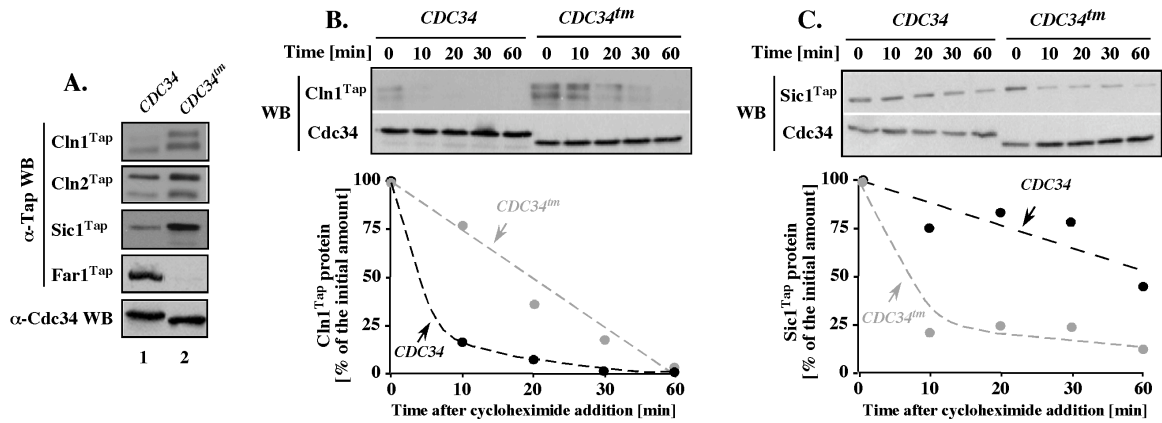 A.
CDC34 CDC34tm
α-Tap WB
Cln1Tap
Cln2Tap
Sic1Tap
Far1Tap
α-Cdc34 WB
1 2
B.
CDC34 CDC34tm
Time [min] 0 10 20 30 60 0 10 20 30 60
WB
Cln1Tap
Cdc34
Cln1Tap protein
[% of the initial amount]
100
75
50
25
0
CDC34tm
CDC34
0 10 20 30 60
Time after cycloheximide addition [min]
C.
CDC34 CDC34tm
Time [min] 0 10 20 30 60 0 10 20 30 60
WB
Sic1Tap
Cdc34
Sic1Tap protein
[% of the initial amount]
100
75
50
25
0
CDC34
CDC34tm
0 10 20 30 60
Time after cycloheximide addition [min]